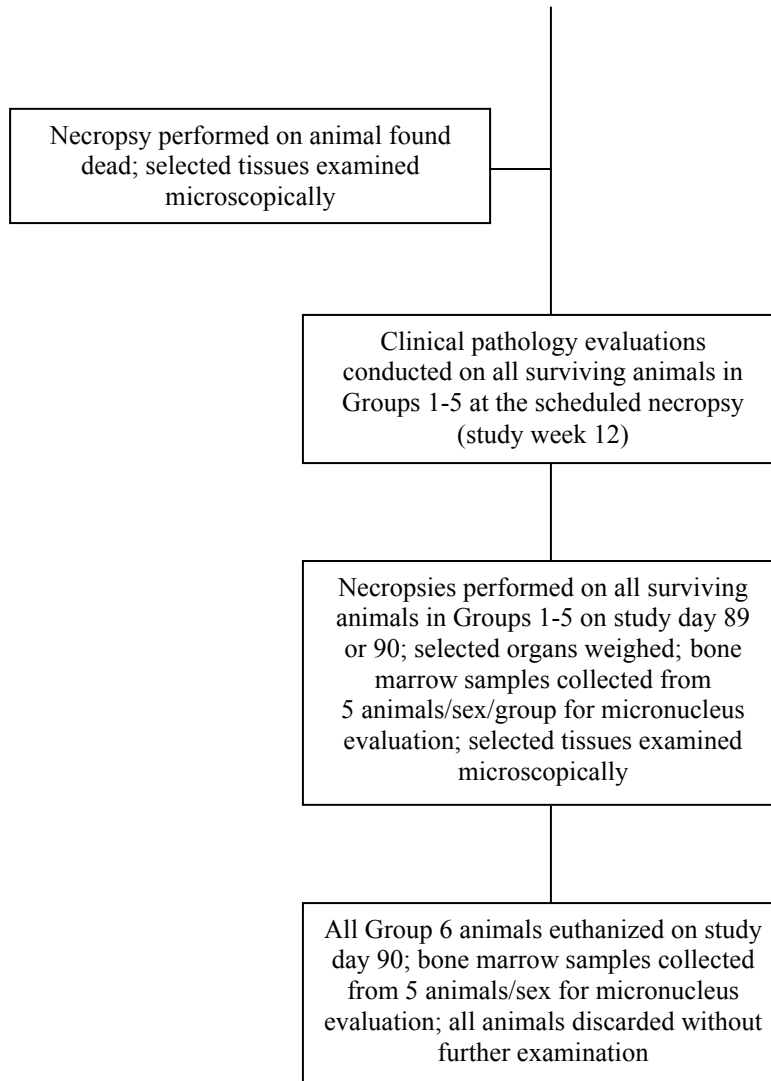 Necropsy performed on animal found
dead; selected tissues examined
microscopically
Clinical pathology evaluations
conducted on all surviving animals in
Groups 1-5 at the scheduled necropsy
(study week 12)
Necropsies performed on all surviving
animals in Groups 1-5 on study day 89
or 90; selected organs weighed; bone
marrow samples collected from
5 animals/sex/group for micronucleus
evaluation; selected tissues examined
microscopically
All Group 6 animals euthanized on study
day 90; bone marrow samples collected
from 5 animals/sex for micronucleus
evaluation; all animals discarded without
further examination